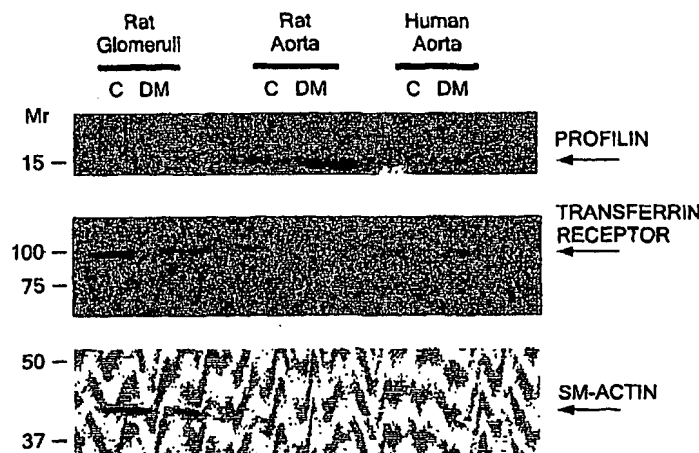 Rat Glomeruli
Rat Aorta
Human Aorta
C DM
C DM
C DM
Mr
15
PROFILIN
100
75
TRANSFERRIN RECEPTOR
50
37
SM-ACTIN